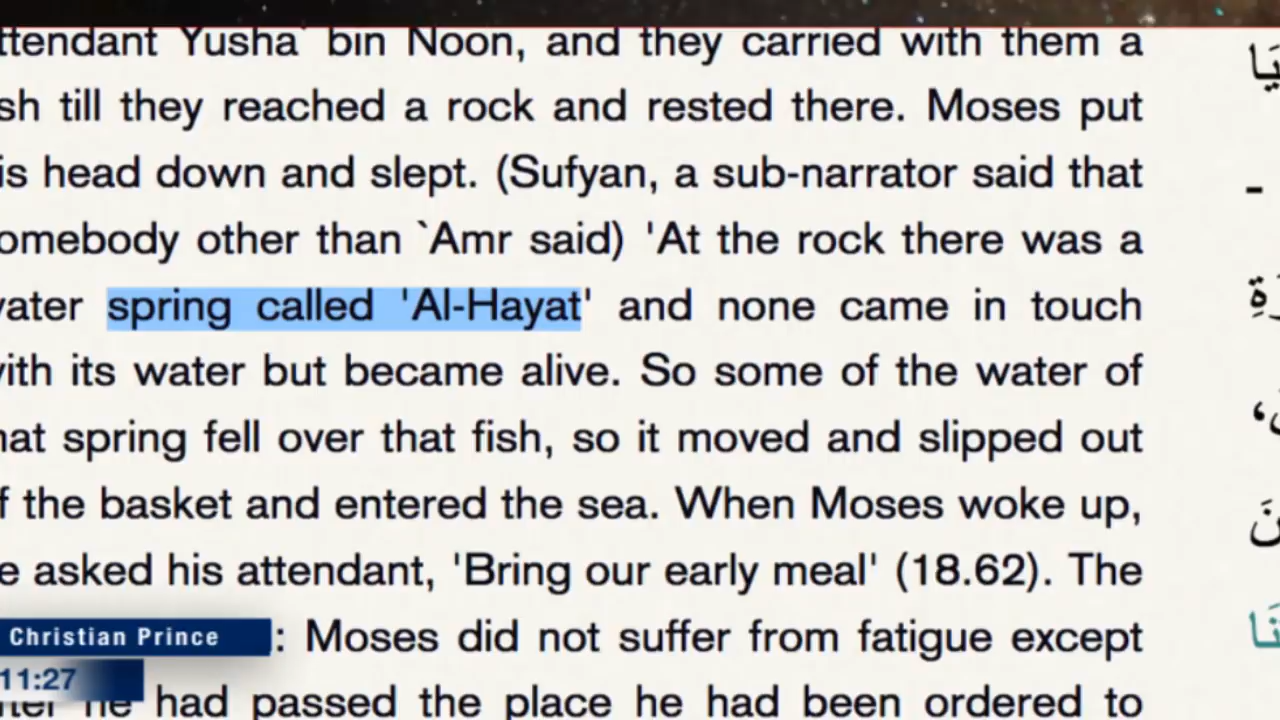 ttendant Yusha` bin Noon, and they carried with them a
sh till they reached a rock and rested there. Moses put
is head down and slept. (Sufyan, a sub-narrator said that
omebody other than `Amr said) 'At the rock there was a
vater spring called 'Al-Hayat' and none came in touch
vith its water but became alive. So some of the water of
hat spring fell over that fish, so it moved and slipped out
f the basket and entered the sea. When Moses woke up,
e asked his attendant, 'Bring our early meal' (18.62). The
: Moses did not suffer from fatigue except
he had passed the place he had been ordered to
Christian Prince
11:27